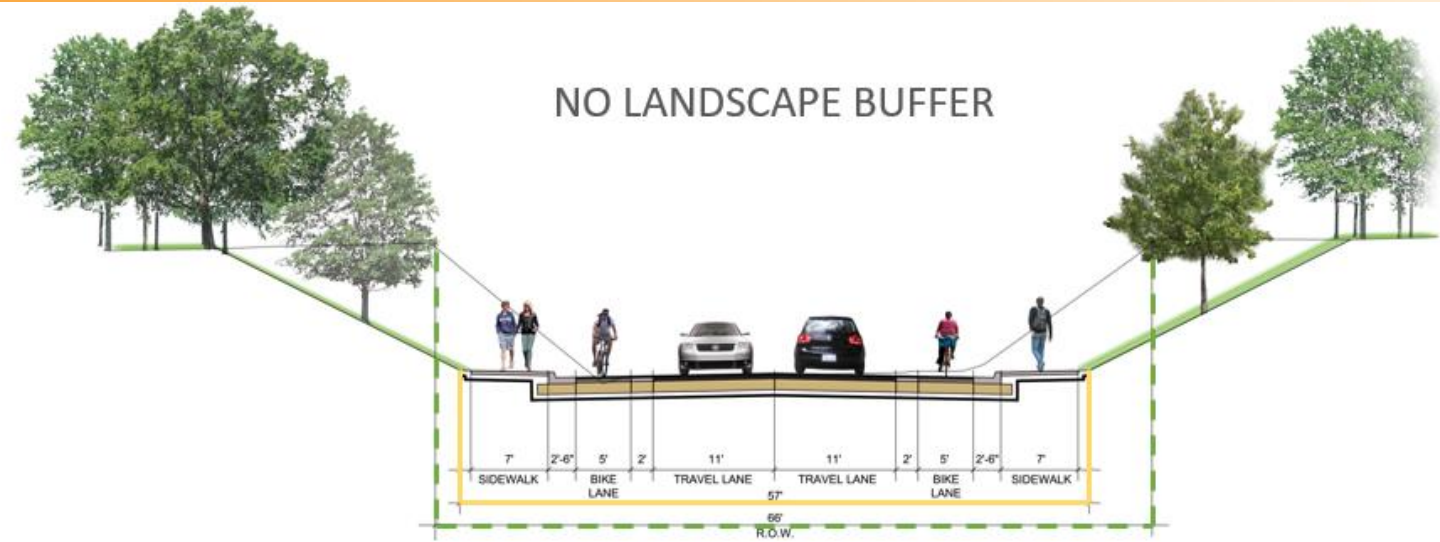 NO LANDSCAPE BUFFER
7' 2'-6" 5' 2' 11' 11' 2' 5' 2'-6" 7'
SIDEWALK BIKE TRAVEL LANE TRAVEL LANE BIKE SIDEWALK
LANE LANE
57'
66'
R.O.W.